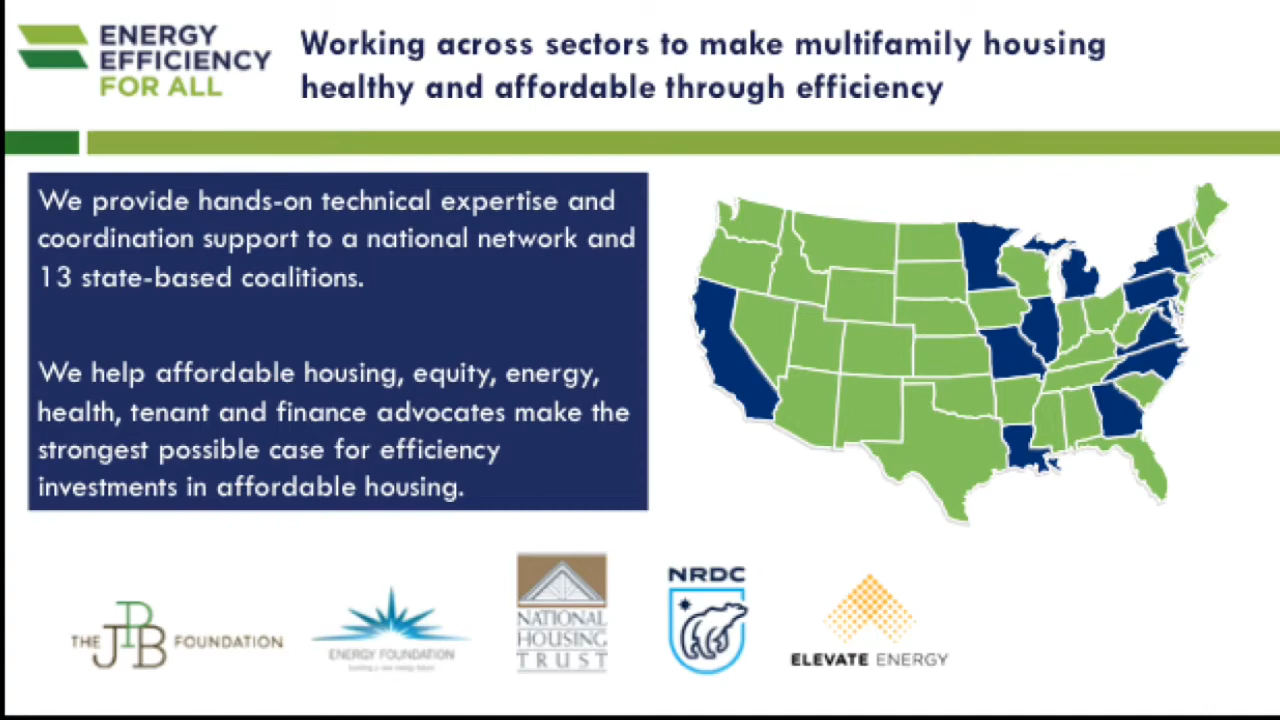 ENERGY
EFFICIENCY
FOR ALL
Working across sectors to make multifamily housing
healthy and affordable through efficiency
We provide hands-on technical expertise and
coordination support to a national network and
13 state-based coalitions.
We help affordable housing, equity, energy,
health, tenant and finance advocates make the
strongest possible case for efficiency
investments in affordable housing.
THE JPB FOUNDATION
ENERGY FOUNDATION
NATIONAL
HOUSING
TRUST
NRDC
ELEVATE ENERGY